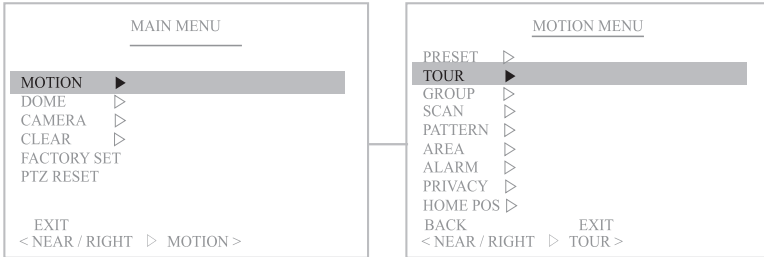 MAIN MENU
MOTION ▶
DOME ▷
CAMERA ▷
CLEAR ▷
FACTORY SET
PTZ RESET
EXIT
< NEAR / RIGHT ▷ MOTION >
MOTION MENU
PRESET ▷
TOUR ▶
GROUP ▷
SCAN ▷
PATTERN ▷
AREA ▷
ALARM ▷
PRIVACY ▷
HOME POS ▷
BACK EXIT
< NEAR / RIGHT ▷ TOUR >